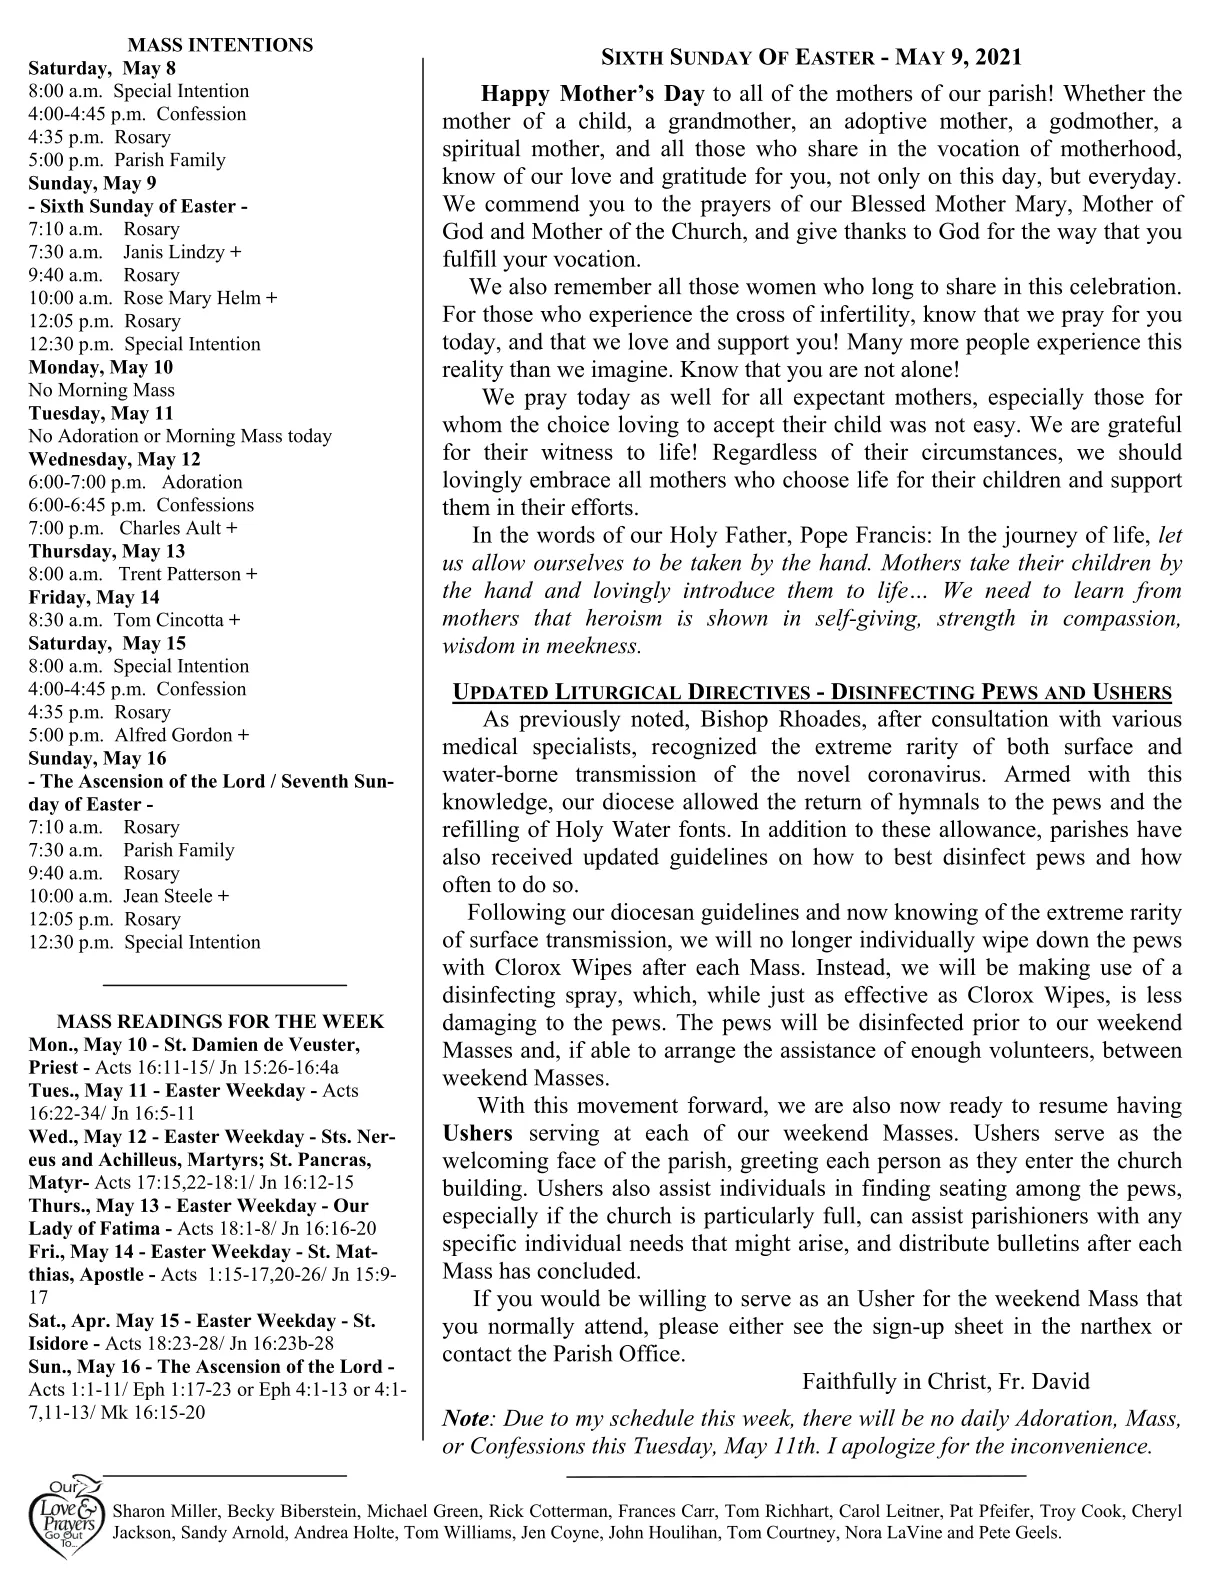 MASS INTENTIONS
Saturday, May 8
8:00 a.m. Special Intention
4:00-4:45 p.m. Confession
4:35 p.m. Rosary
5:00 p.m. Parish Family
Sunday, May 9
- Sixth Sunday of Easter -
7:10 a.m. Rosary
7:30 a.m. Janis Lindzy +
9:40 a.m. Rosary
10:00 a.m. Rose Mary Helm +
12:05 p.m. Rosary
12:30 p.m. Special Intention
Monday, May 10
No Morning Mass
Tuesday, May 11
No Adoration or Morning Mass today
Wednesday, May 12
6:00-7:00 p.m. Adoration
6:00-6:45 p.m. Confessions
7:00 p.m. Charles Ault +
Thursday, May 13
8:00 a.m. Trent Patterson +
Friday, May 14
8:30 a.m. Tom Cincotta +
Saturday, May 15
8:00 a.m. Special Intention
4:00-4:45 p.m. Confession
4:35 p.m. Rosary
5:00 p.m. Alfred Gordon +
Sunday, May 16
- The Ascension of the Lord / Seventh Sun-
day of Easter -
7:10 a.m. Rosary
7:30 a.m. Parish Family
9:40 a.m. Rosary
10:00 a.m. Jean Steele +
12:05 p.m. Rosary
12:30 p.m. Special Intention
MASS READINGS FOR THE WEEK
Mon., May 10 - St. Damien de Veuster,
Priest - Acts 16:11-15/ Jn 15:26-16:4a
Tues., May 11 - Easter Weekday - Acts
16:22-34/ Jn 16:5-11
Wed., May 12 - Easter Weekday - Sts. Ner-
eus and Achilleus, Martyrs; St. Pancras,
Matyr- Acts 17:15,22-18:1/ Jn 16:12-15
Thurs., May 13 - Easter Weekday - Our
Lady of Fatima - Acts 18:1-8/ Jn 16:16-20
Fri., May 14 - Easter Weekday - St. Mat-
thias, Apostle - Acts 1:15-17,20-26/ Jn 15:9-
17
Sat., Apr. May 15 - Easter Weekday - St.
Isidore - Acts 18:23-28/ Jn 16:23b-28
Sun., May 16 - The Ascension of the Lord -
Acts 1:1-11/ Eph 1:17-23 or Eph 4:1-13 or 4:1-
7,11-13/ Mk 16:15-20
SIXTH SUNDAY OF EASTER - MAY 9, 2021
Happy Mother's Day to all of the mothers of our parish! Whether the
mother of a child, a grandmother, an adoptive mother, a godmother, a
spiritual mother, and all those who share in the vocation of motherhood,
know of our love and gratitude for you, not only on this day, but everyday.
We commend you to the prayers of our Blessed Mother Mary, Mother of
God and Mother of the Church, and give thanks to God for the way that you
fulfill your vocation.
We also remember all those women who long to share in this celebration.
For those who experience the cross of infertility, know that we pray for you
today, and that we love and support you! Many more people experience this
reality than we imagine. Know that you are not alone!
We pray today as well for all expectant mothers, especially those for
whom the choice loving to accept their child was not easy. We are grateful
for their witness to life! Regardless of their circumstances, we should
lovingly embrace all mothers who choose life for their children and support
them in their efforts.
In the words of our Holy Father, Pope Francis: In the journey of life, let
us allow ourselves to be taken by the hand. Mothers take their children by
the hand and lovingly introduce them to life… We need to learn from
mothers that heroism is shown in self-giving, strength in compassion,
wisdom in meekness.
UPDATED LITURGICAL DIRECTIVES - DISINFECTING PEWS AND USHERS
As previously noted, Bishop Rhoades, after consultation with various
medical specialists, recognized the extreme rarity of both surface and
water-borne transmission of the novel coronavirus. Armed with this
knowledge, our diocese allowed the return of hymnals to the pews and the
refilling of Holy Water fonts. In addition to these allowance, parishes have
also received updated guidelines on how to best disinfect pews and how
often to do so.
Following our diocesan guidelines and now knowing of the extreme rarity
of surface transmission, we will no longer individually wipe down the pews
with Clorox Wipes after each Mass. Instead, we will be making use of a
disinfecting spray, which, while just as effective as Clorox Wipes, is less
damaging to the pews. The pews will be disinfected prior to our weekend
Masses and, if able to arrange the assistance of enough volunteers, between
weekend Masses.
With this movement forward, we are also now ready to resume having
Ushers serving at each of our weekend Masses. Ushers serve as the
welcoming face of the parish, greeting each person as they enter the church
building. Ushers also assist individuals in finding seating among the pews,
especially if the church is particularly full, can assist parishioners with any
specific individual needs that might arise, and distribute bulletins after each
Mass has concluded.
If you would be willing to serve as an Usher for the weekend Mass that
you normally attend, please either see the sign-up sheet in the narthex or
contact the Parish Office.
Faithfully in Christ, Fr. David
Note: Due to my schedule this week, there will be no daily Adoration, Mass,
or Confessions this Tuesday, May 11th. I apologize for the inconvenience.
Our
Love &
Prayers
Go Out
To...
Sharon Miller, Becky Biberstein, Michael Green, Rick Cotterman, Frances Carr, Tom Richhart, Carol Leitner, Pat Pfeifer, Troy Cook, Cheryl
Jackson, Sandy Arnold, Andrea Holte, Tom Williams, Jen Coyne, John Houlihan, Tom Courtney, Nora LaVine and Pete Geels.